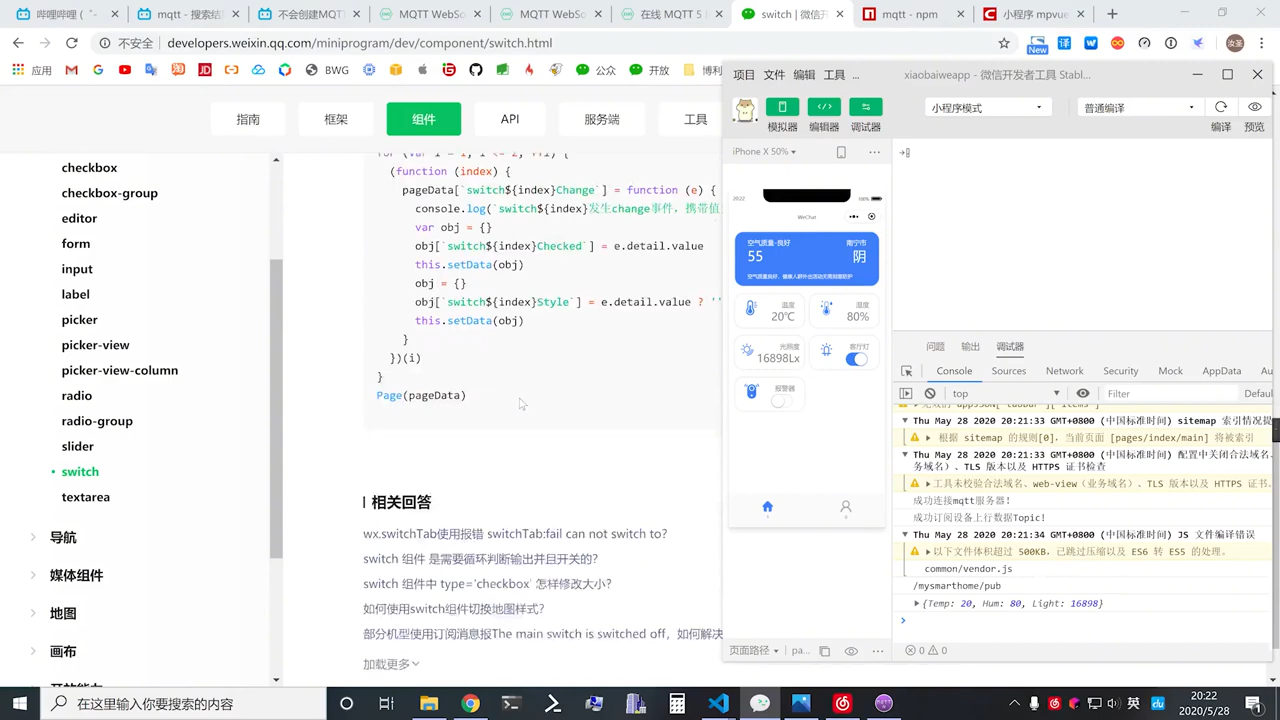 哔哩哔哩 (゜
mqtt - 搜索结
不会创建MQT
MQTT WebSo
MQTT WebSo
在线 MQTT 5 
switch | 微信开
mqtt - npm
小程序 mpvue
不安全
developers.weixin.qq.com/miniprogram/dev/component/switch.html
New
应用
BWG
公众
开放
博利
指南
框架
组件
API
服务端
工具
checkbox
checkbox-group
editor
form
input
label
picker
picker-view
picker-view-column
radio
radio-group
slider
switch
textarea
导航
媒体组件
地图
画布
for (var i = 1; i <= 2; ++i) {
(function (index) {
pageData[`switch${index}Change`] = function (e) {
console.log(`switch${index}发生change事件，携带值
var obj = {}
obj[`switch${index}Checked`] = e.detail.value
this.setData(obj)
obj = {}
obj[`switch${index}Style`] = e.detail.value ? ''
this.setData(obj)
}
})(i)
}
Page(pageData)
相关回答
wx.switchTab使用报错 switchTab:fail can not switch to?
switch 组件 是需要循环判断输出并且开关的?
switch 组件中 type='checkbox' 怎样修改大小?
如何使用switch组件切换地图样式?
部分机型使用订阅消息报The main switch is switched off，如何解决
加载更多
项目 文件 编辑 工具 ...
xiaobaiweapp - 微信开发者工具 Stabl...
模拟器
编辑器
调试器
小程序模式
普通编译
编译
预览
iPhone X 50%
20:22
100%
WeChat
空气质量-良好
南宁市
55
阴
空气质量良好，
温度
20℃
湿度
80%
光照度
16898Lx
客厅灯
报警器
问题
输出
调试器
Console
Sources
Network
Security
Mock
AppData
Au
top
Filter
Defaul
Thu May 28 2020 20:21:33 GMT+0800 (中国标准时间) sitemap 索引情况提
根据 sitemap 的规则[0]，当前页面 [pages/index/main] 将被索引
Thu May 28 2020 20:21:33 GMT+0800 (中国标准时间) 配置中关闭合法域名、
务域名）、TLS 版本以及 HTTPS 证书检查
工具未校验合法域名、web-view（业务域名）、TLS 版本以及 HTTPS 证书。
成功连接mqtt服务器!
成功订阅设备上行数据Topic!
Thu May 28 2020 20:21:34 GMT+0800 (中国标准时间) JS 文件编译错误
以下文件体积超过 500KB，已跳过压缩以及 ES6 转 ES5 的处理。
common/vendor.js
/mysmarthome/pub
{Temp: 20, Hum: 80, Light: 16898}
页面路径
pa...
0
0
在这里输入你要搜索的内容
英
du
20:22
2020/5/28